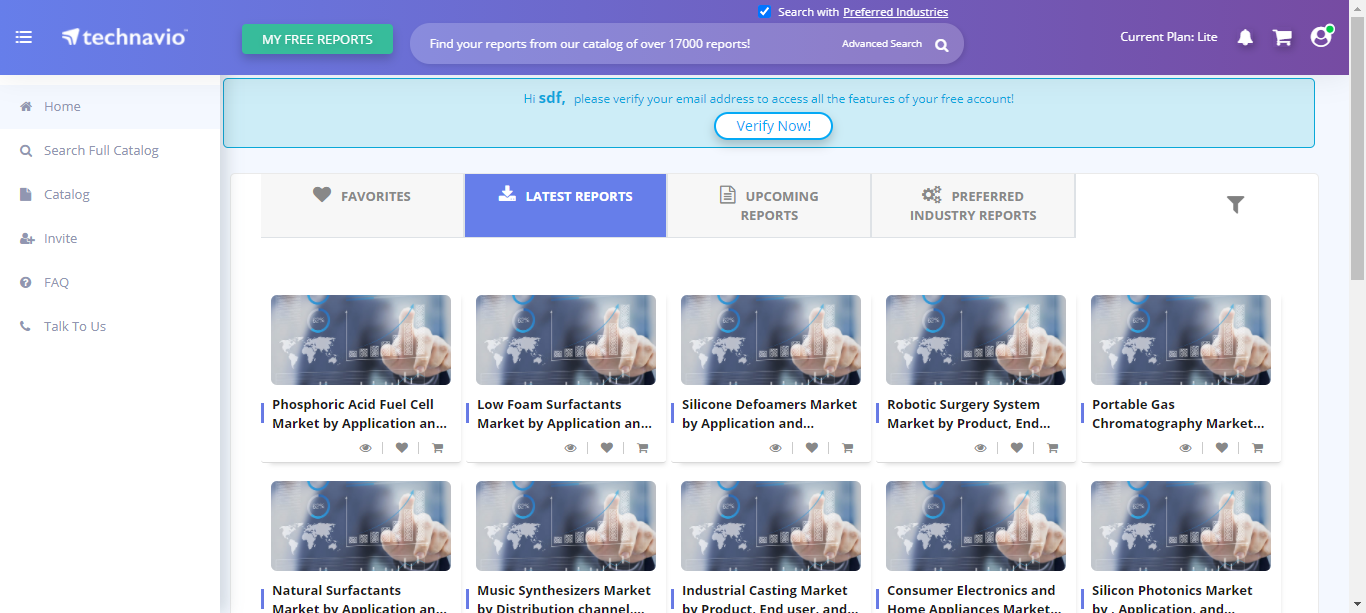 Search with Preferred Industries
technavio
MY FREE REPORTS
Find your reports from our catalog of over 17000 reports!
Advanced Search
Current Plan: Lite
Home
Search Full Catalog
Catalog
Invite
FAQ
Talk To Us
Hi sdf, please verify your email address to access all the features of your free account!
Verify Now!
FAVORITES
LATEST REPORTS
UPCOMING
REPORTS
PREFERRED
INDUSTRY REPORTS
Phosphoric Acid Fuel Cell
Market by Application an...
Low Foam Surfactants
Market by Application an...
Silicone Defoamers Market
by Application and...
Robotic Surgery System
Market by Product, End...
Portable Gas
Chromatography Market...
Natural Surfactants
Market by Application an...
Music Synthesizers Market
by Distribution channel,...
Industrial Casting Market
by Product, End user, and...
Consumer Electronics and
Home Appliances Market...
Silicon Photonics Market
by , Application, and...